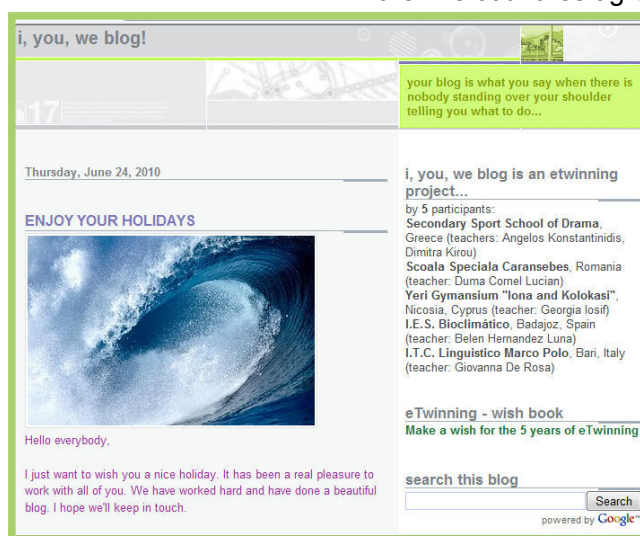 i, you, we blog!
your blog is what you say when there is
nobody standing over your shoulder
telling you what to do...
17
Thursday, June 24, 2010
ENJOY YOUR HOLIDAYS
Hello everybody,
I just want to wish you a nice holiday. It has been a real pleasure to
work with all of you. We have worked hard and have done a beautiful
blog. I hope we'll keep in touch.
i, you, we blog is an etwinning
project...
by 5 participants:
Secondary Sport School of Drama,
Greece (teachers: Angelos Konstantinidis,
Dimitra Kirou)
Scoala Speciala Caransebes, Romania
(teacher: Duma Cornel Lucian)
Yeri Gymansium "Iona and Kolokasi",
Nicosia, Cyprus (teacher: Georgia Iosif)
I.E.S. Bioclimático, Badajoz, Spain
(teacher: Belen Hernandez Luna)
I.T.C. Linguistico Marco Polo, Bari, Italy
(teacher: Giovanna De Rosa)
eTwinning - wish book
Make a wish for the 5 years of eTwinning
search this blog
Search
powered by Google™